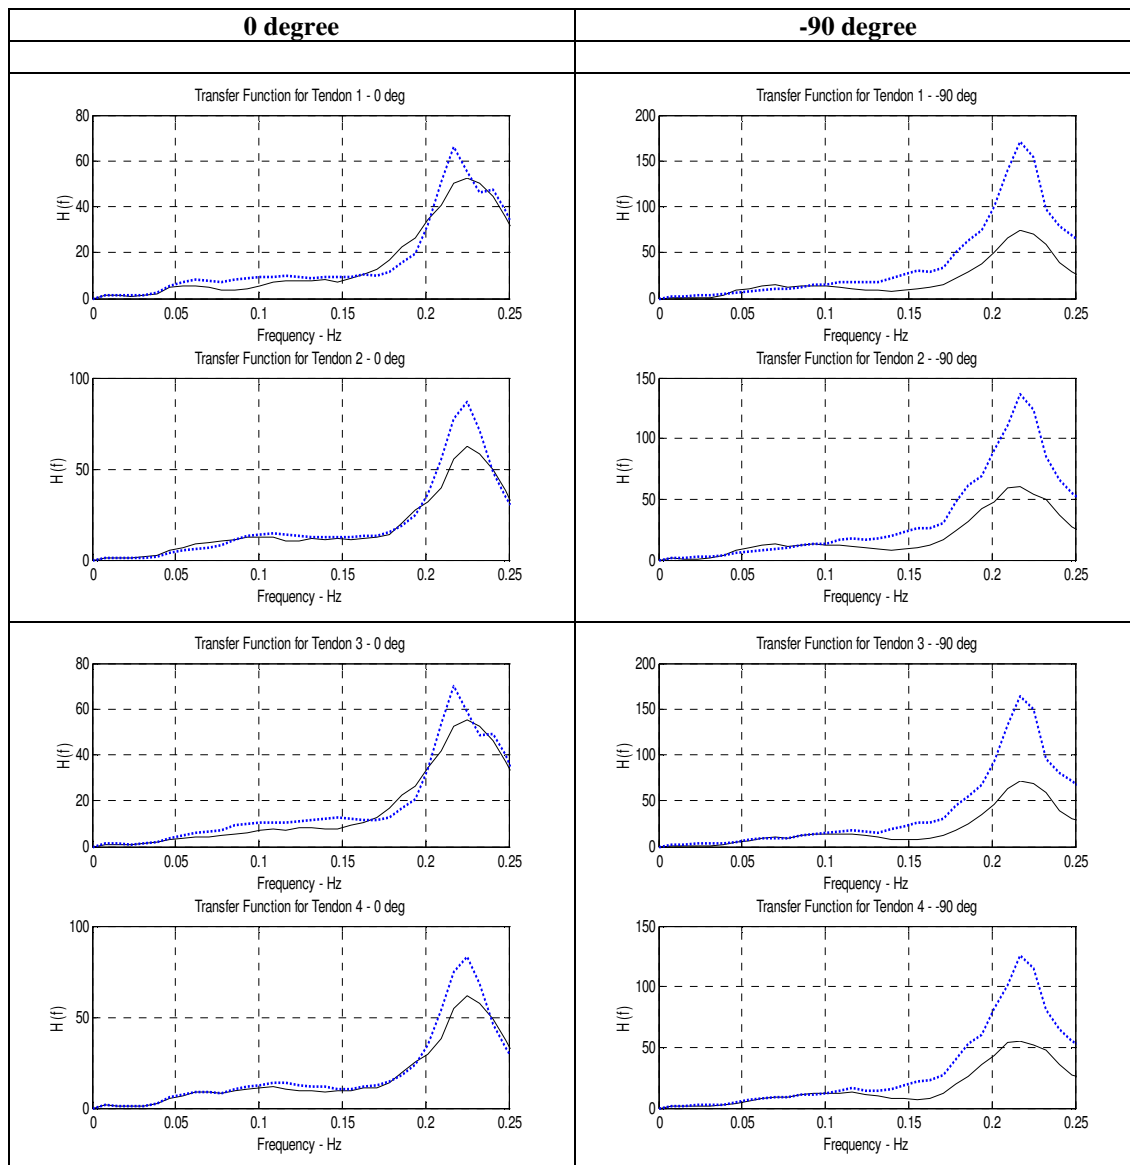 0 degree
-90 degree
Transfer Function for Tendon 1 - 0 deg
80
60
40
20
0
H (f)
0 0.05 0.1 0.15 0.2 0.25
Frequency - Hz
Transfer Function for Tendon 2 - 0 deg
100
50
0
H (f)
0 0.05 0.1 0.15 0.2 0.25
Frequency - Hz
Transfer Function for Tendon 1 - -90 deg
200
150
100
50
0
H (f)
0 0.05 0.1 0.15 0.2 0.25
Frequency - Hz
Transfer Function for Tendon 2 - -90 deg
150
100
50
0
H (f)
0 0.05 0.1 0.15 0.2 0.25
Frequency - Hz
Transfer Function for Tendon 3 - 0 deg
80
60
40
20
0
H (f)
0 0.05 0.1 0.15 0.2 0.25
Frequency - Hz
Transfer Function for Tendon 4 - 0 deg
100
50
0
H (f)
0 0.05 0.1 0.15 0.2 0.25
Frequency - Hz
Transfer Function for Tendon 3 - -90 deg
200
150
100
50
0
H (f)
0 0.05 0.1 0.15 0.2 0.25
Frequency - Hz
Transfer Function for Tendon 4 - -90 deg
150
100
50
0
H (f)
0 0.05 0.1 0.15 0.2 0.25
Frequency - Hz